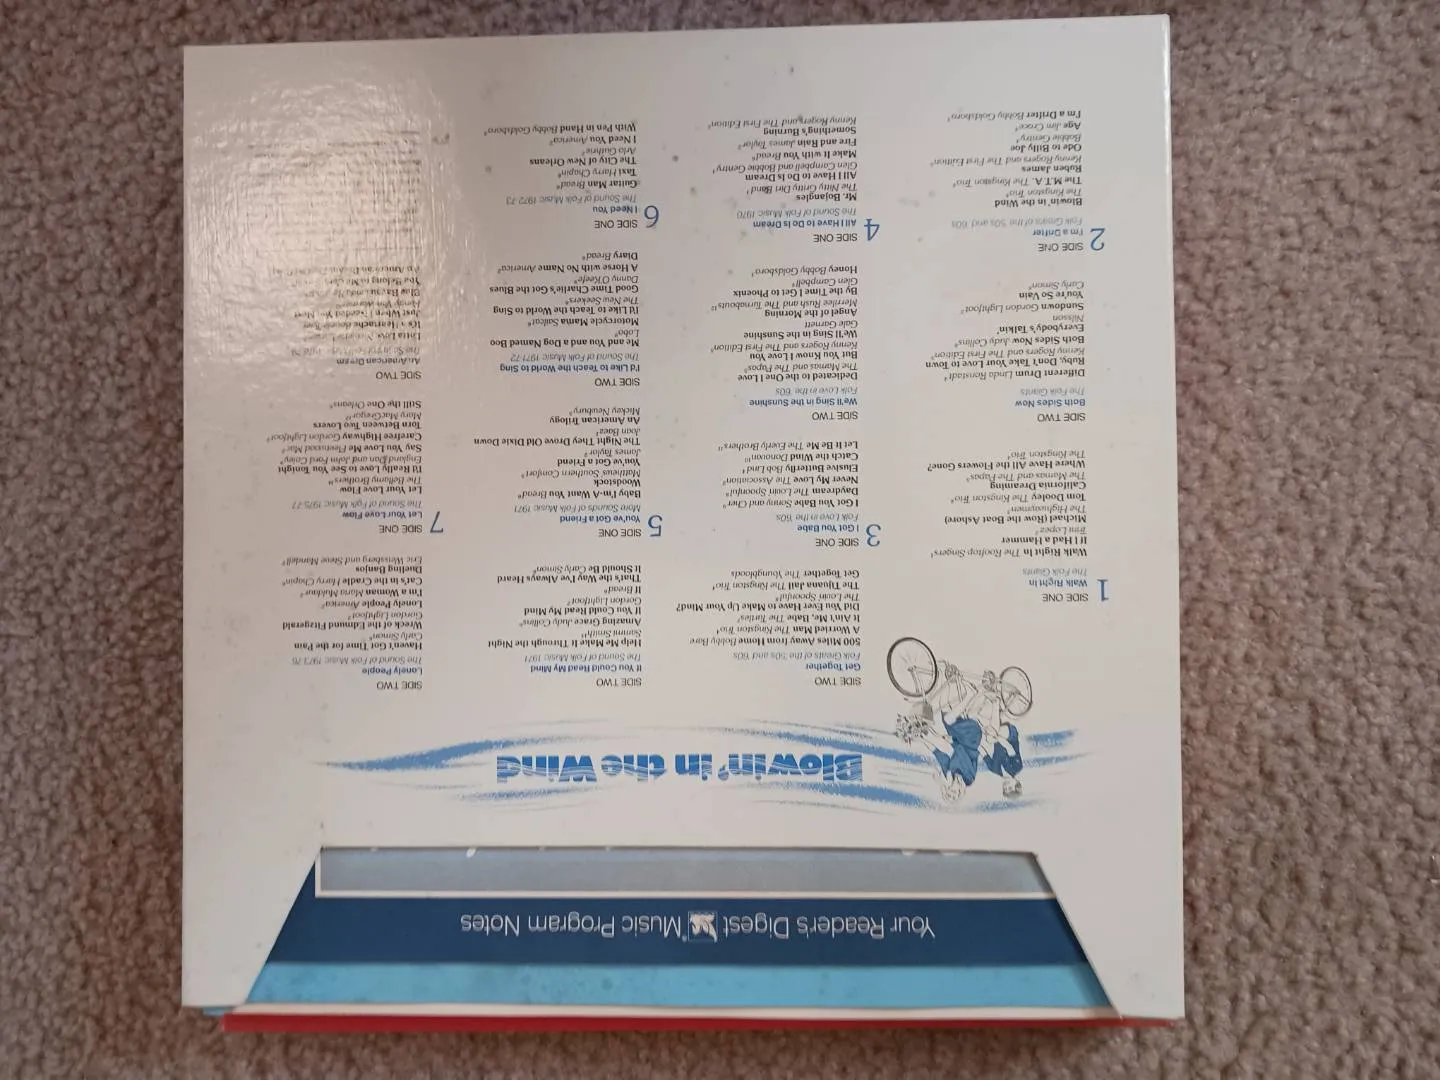 Your Reader's Digest Music Program Notes
Blowin' in the Wind
1
SIDE ONE
Walk Right In
The Folk Giants
Walk Right In The Rooftop Singers
If I Had a Hammer
Trini Lopez
Michael (Row the Boat Ashore)
The Highwaymen
Tom Dooley The Kingston Trio
California Dreaming
The Mamas and The Papas
Where Have All the Flowers Gone?
The Kingston Trio
SIDE TWO
Both Sides Now
The Folk Giants
Different Drum Linda Ronstadt
Ruby, Don't Take Your Love to Town
Kenny Rogers and The First Edition
Both Sides Now Judy Collins
Everybody's Talkin'
Nilsson
Sundown Gordon Lightfoot
You're So Vain
Carly Simon
2
SIDE ONE
I'm a Drifter
Folk Greats of the '50s and '60s
Blowin' in the Wind
The Kingston Trio
The M.T.A. The Kingston Trio
Ruben James
Kenny Rogers and The First Edition
Ode to Billy Joe
Bobbie Gentry
Age Jim Croce
I'm a Drifter Bobby Goldsboro
SIDE TWO
Get Together
Folk Greats of the '50s and '60s
500 Miles Away from Home Bobby Bare
A Worried Man The Kingston Trio
It Ain't Me, Babe The Turtles
Did You Ever Have to Make Up Your Mind?
The Lovin' Spoonful
The Tijuana Jail The Kingston Trio
Get Together The Youngbloods
3
SIDE ONE
I Got You Babe
Folk in Love in the '60s
I Got You Babe Sonny and Cher
Daydream The Lovin' Spoonful
Never My Love The Association
Elusive Butterfly Bob Lind
Catch the Wind Donovan
Let It Be Me The Everly Brothers
SIDE TWO
We'll Sing in the Sunshine
Folk in Love in the '60s
Dedicated to the One I Love
The Mamas and The Papas
But You Know I Love You
Kenny Rogers and The First Edition
We'll Sing in the Sunshine
Gale Garnett
Angel of the Morning
Merrilee Rush and The Turnabouts
By the Time I Get to Phoenix
Glen Campbell
Honey Bobby Goldsboro
4
SIDE ONE
All I Have to Do Is Dream
The Sound of Folk Music 1970
Mr. Bojangles
The Nitty Gritty Dirt Band
All I Have to Do Is Dream
Glen Campbell and Bobbie Gentry
Make It with You Bread
Fire and Rain James Taylor
Something's Burning
Kenny Rogers and The First Edition
SIDE TWO
If You Could Read My Mind
The Sound of Folk Music 1971
Help Me Make It Through the Night
Sammi Smith
Amazing Grace Judy Collins
If You Could Read My Mind
Gordon Lightfoot
If Bread
That's the Way I've Always Heard
It Should Be Carly Simon
5
SIDE ONE
You've Got a Friend
More Sounds of Folk Music 1971
Baby I'm-A Want You Bread
Woodstock
Matthews Southern Comfort
You've Got a Friend
James Taylor
The Night They Drove Old Dixie Down
Joan Baez
An American Trilogy
Mickey Newbury
SIDE TWO
I'd Like to Teach the World to Sing
The Sound of Folk Music 1971-72
Me and You and a Dog Named Boo
Lobo
Motorcycle Mama Sailcat
I'd Like to Teach the World to Sing
The New Seekers
Good Time Charlie's Got the Blues
Danny O'Keefe
A Horse with No Name America
Diary Bread
6
SIDE ONE
I Need You
The Sound of Folk Music 1972-73
Guitar Man Bread
Taxi Harry Chapin
The City of New Orleans
Arlo Guthrie
I Need You America
With Pen in Hand Bobby Goldsboro
SIDE TWO
Lonely People
The Sound of Folk Music 1973-76
Haven't Got Time for the Pain
Carly Simon
Wreck of the Edmund Fitzgerald
Gordon Lightfoot
Lonely People America
I'm a Woman Maria Muldaur
Cat's in the Cradle Harry Chapin
Dueling Banjos
Eric Weissberg and Steve Mandell
7
SIDE ONE
Let Your Love Flow
The Sound of Folk Music 1975-77
Let Your Love Flow
The Bellamy Brothers
I'd Really Love to See You Tonight
England Dan and John Ford Coley
Say You Love Me Fleetwood Mac
Carefree Highway Gordon Lightfoot
Torn Between Two Lovers
Mary MacGregor
Still the One Orleans
SIDE TWO
An American Dream
It's a Heartache
Just When I Needed You Most
Blue Bayou